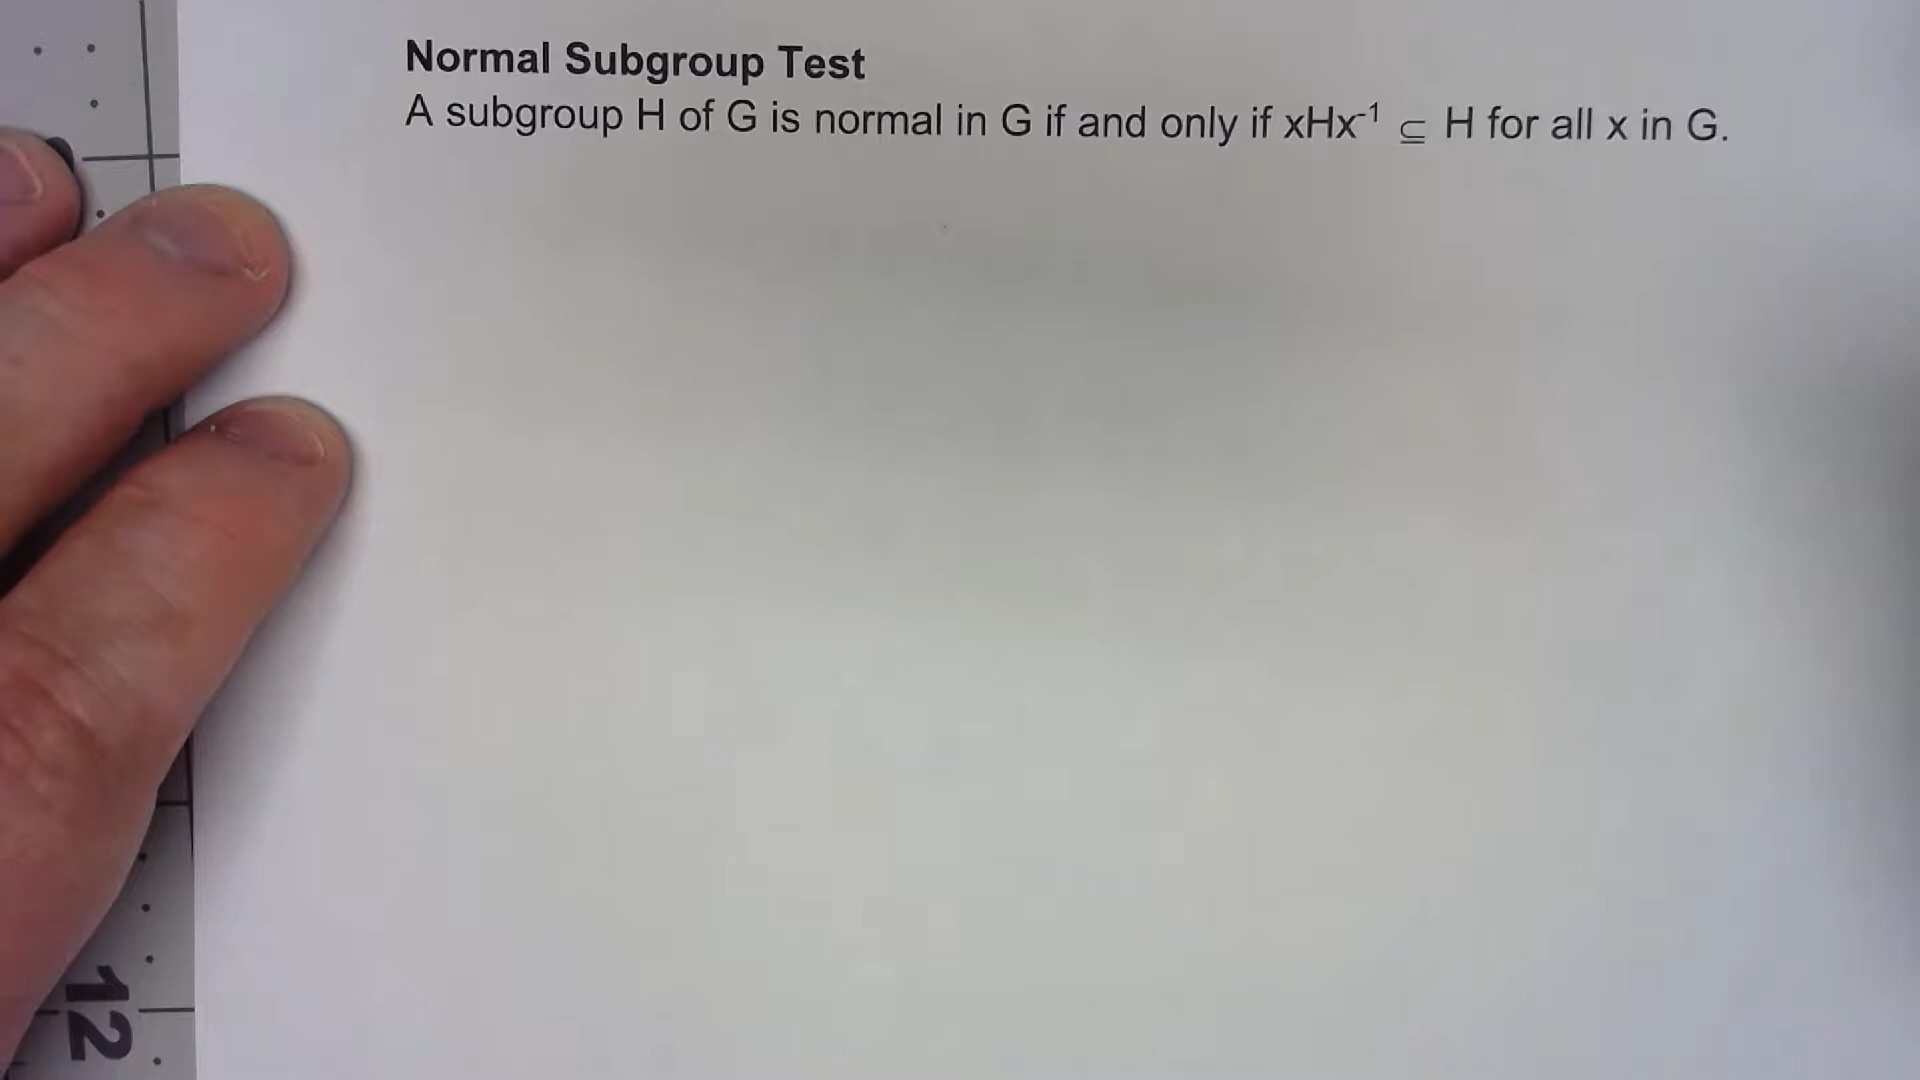 Normal Subgroup Test
A subgroup H of G is normal in G if and only if xHx⁻¹ ⊆ H for all x in G.
12